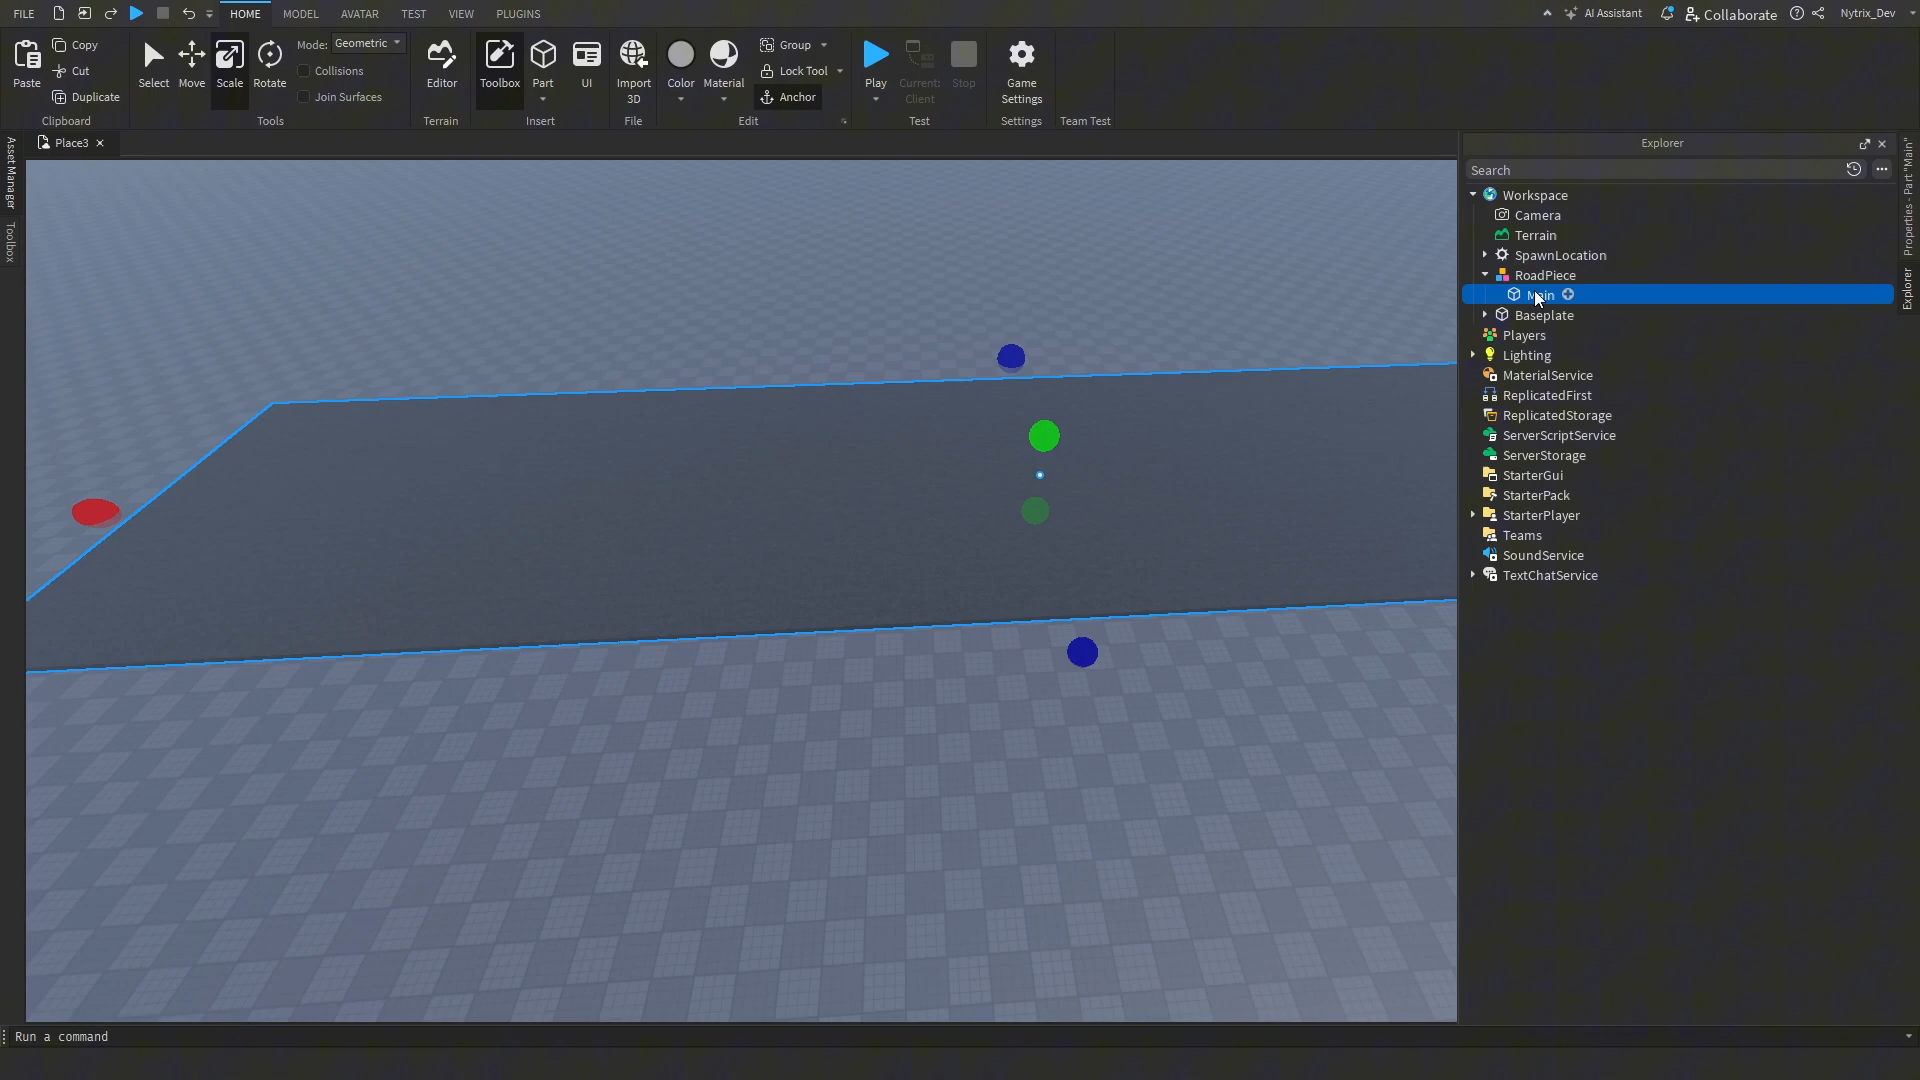 FILE HOME MODEL AVATAR TEST VIEW PLUGINS AI Assistant Collaborate Nytrix_Dev
Paste
Copy
Cut
Duplicate
Clipboard
Select Move Scale Rotate
Mode: Geometric
Collisions
Join Surfaces
Tools
Editor
Terrain
Toolbox Part UI
Insert
Import
3D
File
Color Material
Group
Lock Tool
Anchor
Edit
Play
Current:
Client
Stop
Test
Game
Settings
Settings
Team Test
Place3
Asset Manager
Toolbox
Explorer
Search
Workspace
Camera
Terrain
SpawnLocation
RoadPiece
Main
Baseplate
Players
Lighting
MaterialService
ReplicatedFirst
ReplicatedStorage
ServerScriptService
ServerStorage
StarterGui
StarterPack
StarterPlayer
Teams
SoundService
TextChatService
Properties - Part "Main"
Explorer
Run a command